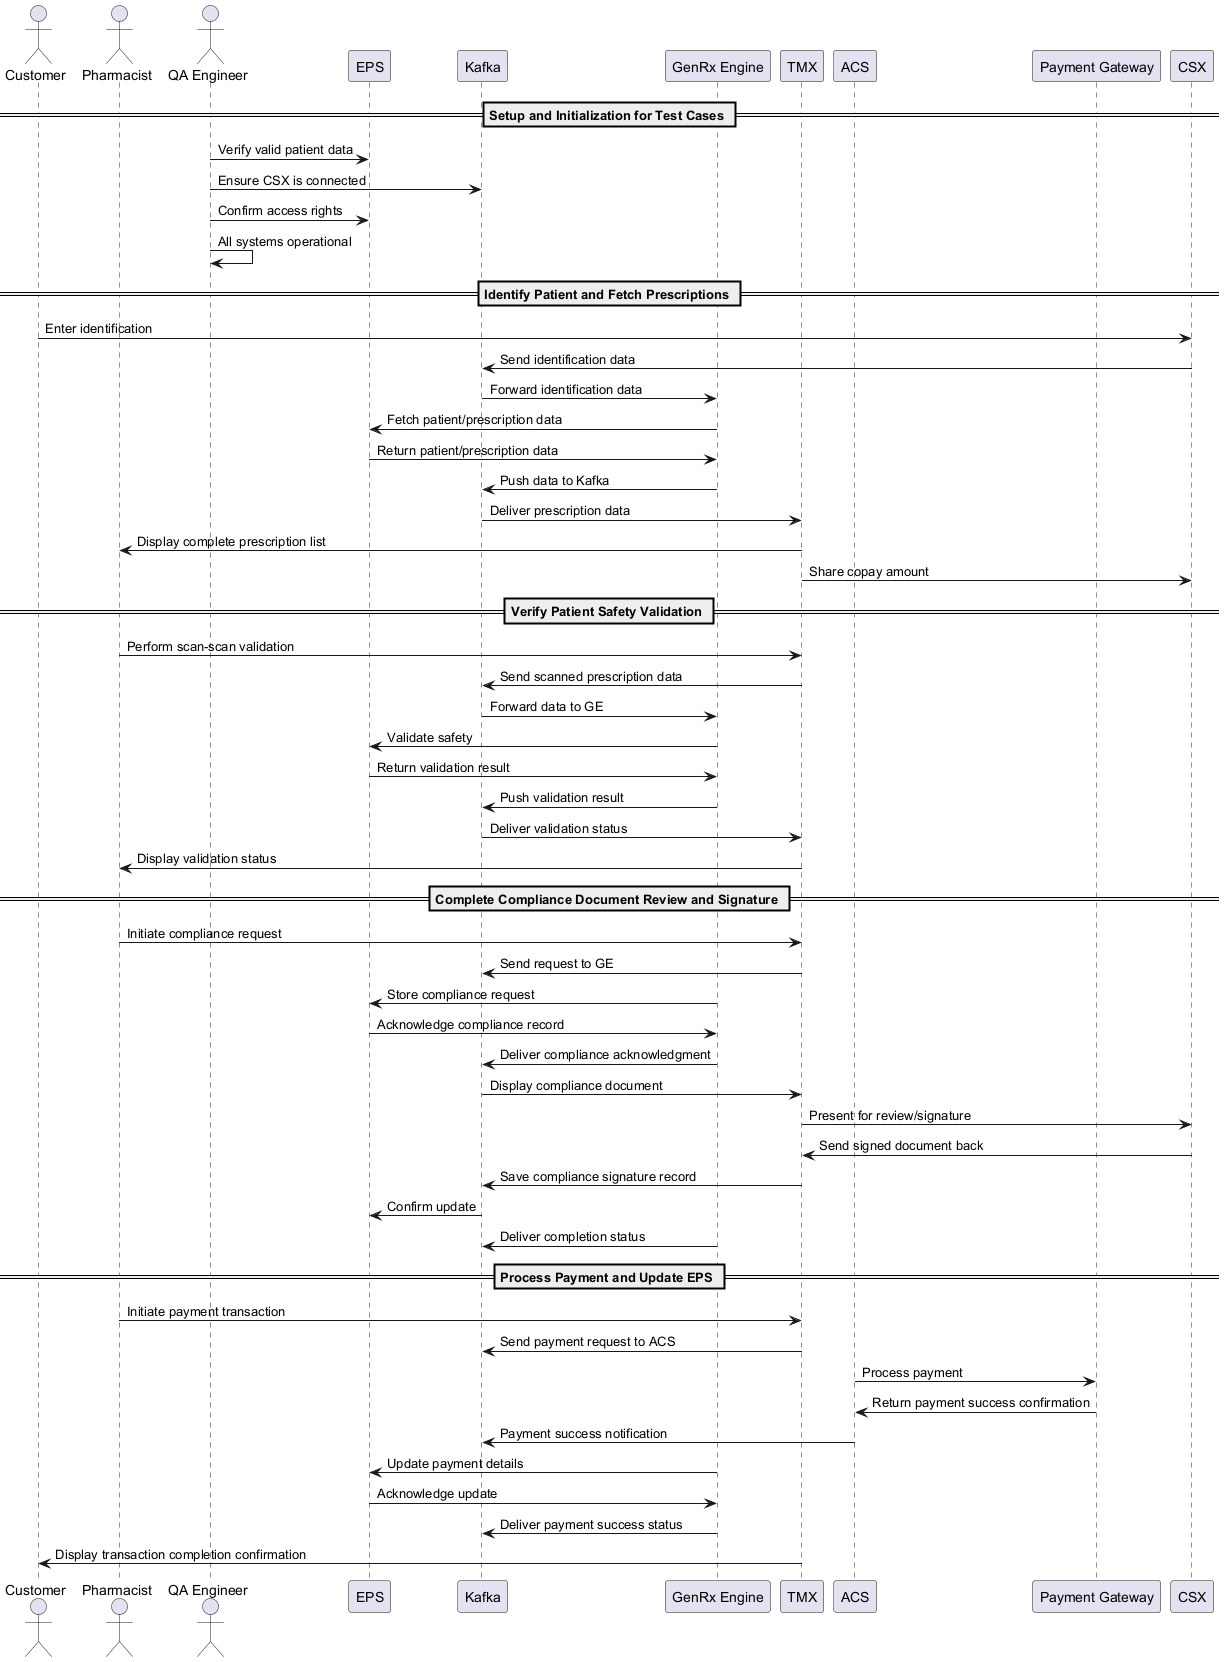 Customer
Pharmacist
QA Engineer
EPS
Kafka
GenRx Engine
TMX
ACS
Payment Gateway
CSX
Setup and Initialization for Test Cases
Verify valid patient data
Ensure CSX is connected
Confirm access rights
All systems operational
Identify Patient and Fetch Prescriptions
Enter identification
Send identification data
Forward identification data
Fetch patient/prescription data
Return patient/prescription data
Push data to Kafka
Deliver prescription data
Display complete prescription list
Share copay amount
Verify Patient Safety Validation
Perform scan-scan validation
Send scanned prescription data
Forward data to GE
Validate safety
Return validation result
Push validation result
Deliver validation status
Display validation status
Complete Compliance Document Review and Signature
Initiate compliance request
Send request to GE
Store compliance request
Acknowledge compliance record
Deliver compliance acknowledgment
Display compliance document
Present for review/signature
Send signed document back
Save compliance signature record
Confirm update
Deliver completion status
Process Payment and Update EPS
Initiate payment transaction
Send payment request to ACS
Process payment
Return payment success confirmation
Payment success notification
Update payment details
Acknowledge update
Deliver payment success status
Display transaction completion confirmation
Customer
Pharmacist
QA Engineer
EPS
Kafka
GenRx Engine
TMX
ACS
Payment Gateway
CSX